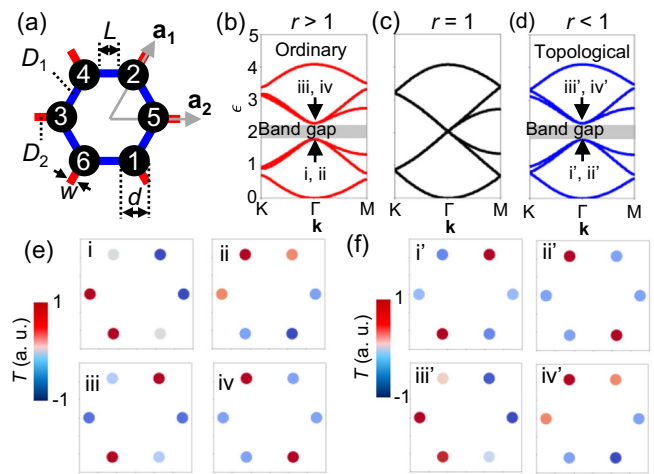 (a)
L
a₁
D₁
4
2
3
5
D₂
6
1
w
d
a₂
(b) r > 1
(c) r = 1
(d) r < 1
ϵ
5
4
3
2
1
0
Ordinary
iii, iv
Band gap
i, ii
K Γ M
k
K Γ M
k
Topological
iii’, iv’
Band gap
i’, ii’
K Γ M
k
(e)
T (a. u.)
1
-1
i
ii
iii
iv
(f)
T (a. u.)
1
-1
i’
ii’
iii’
iv’